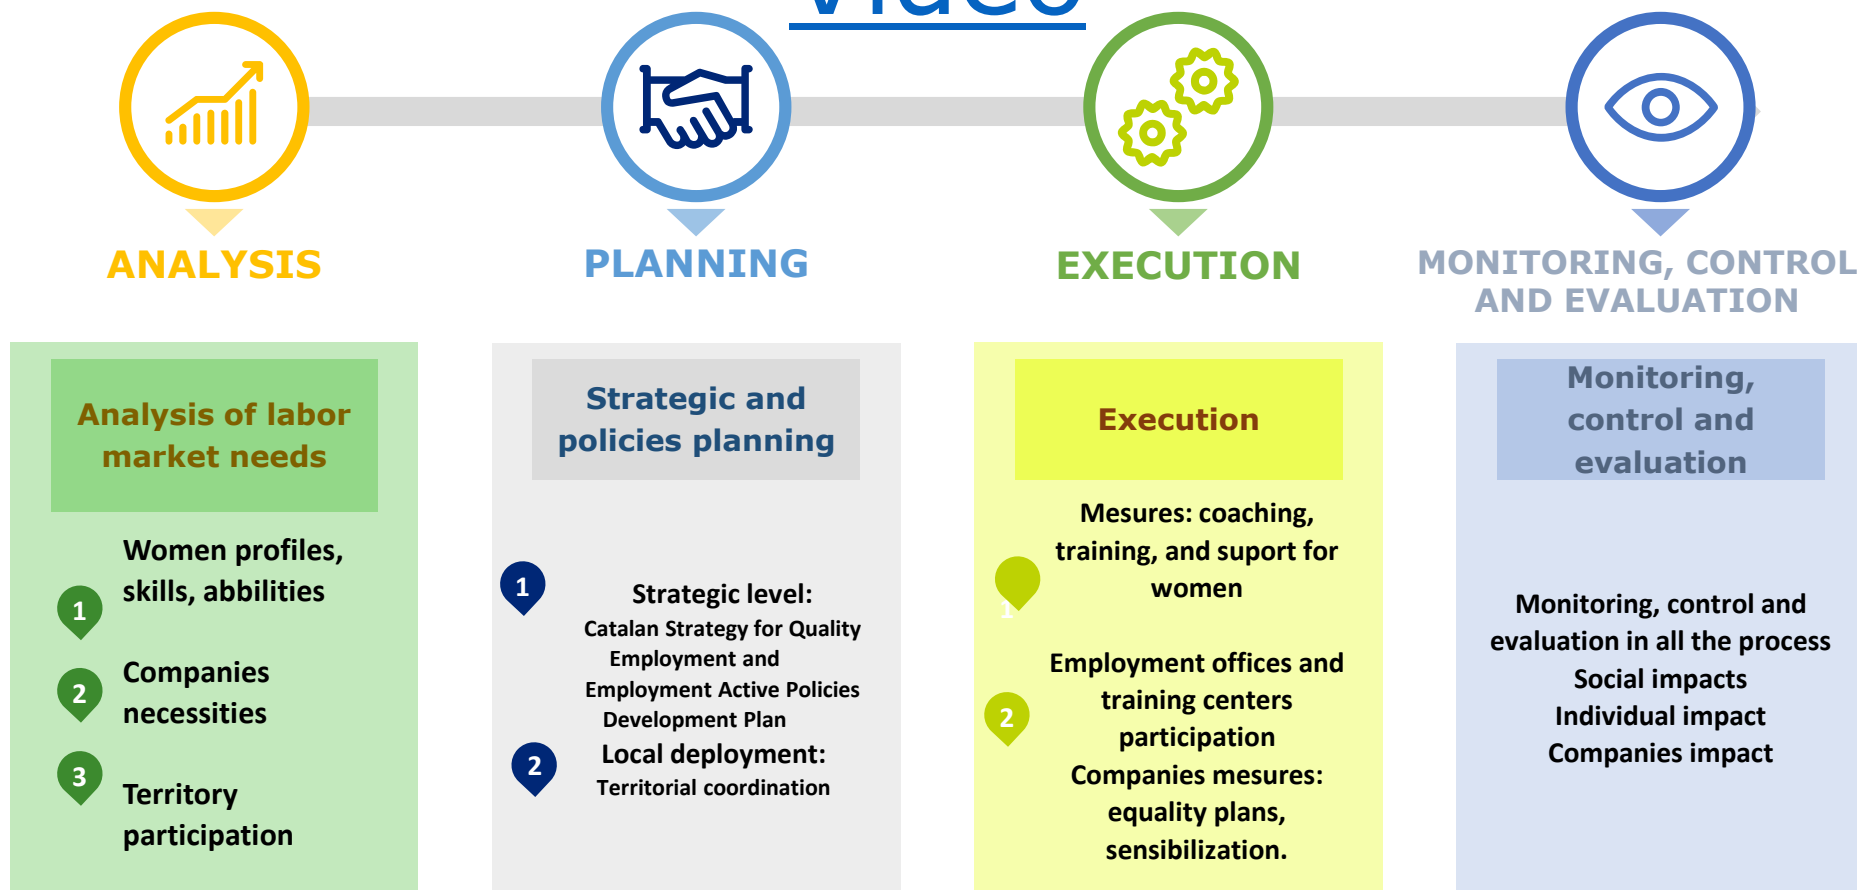 Video
ANALYSIS
PLANNING
EXECUTION
MONITORING, CONTROL
AND EVALUATION
Analysis of labor
market needs
1
Women profiles,
skills, abbilities
2
Companies
necessities
3
Territory
participation
Strategic and
policies planning
1
Strategic level:
Catalan Strategy for Quality
Employment and
Employment Active Policies
Development Plan
2
Local deployment:
Territorial coordination
Execution
1
Mesures: coaching,
training, and suport for
women
2
Employment offices and
training centers
participation
Companies mesures:
equality plans,
sensibilization.
Monitoring,
control and
evaluation
Monitoring, control and
evaluation in all the process
Social impacts
Individual impact
Companies impact